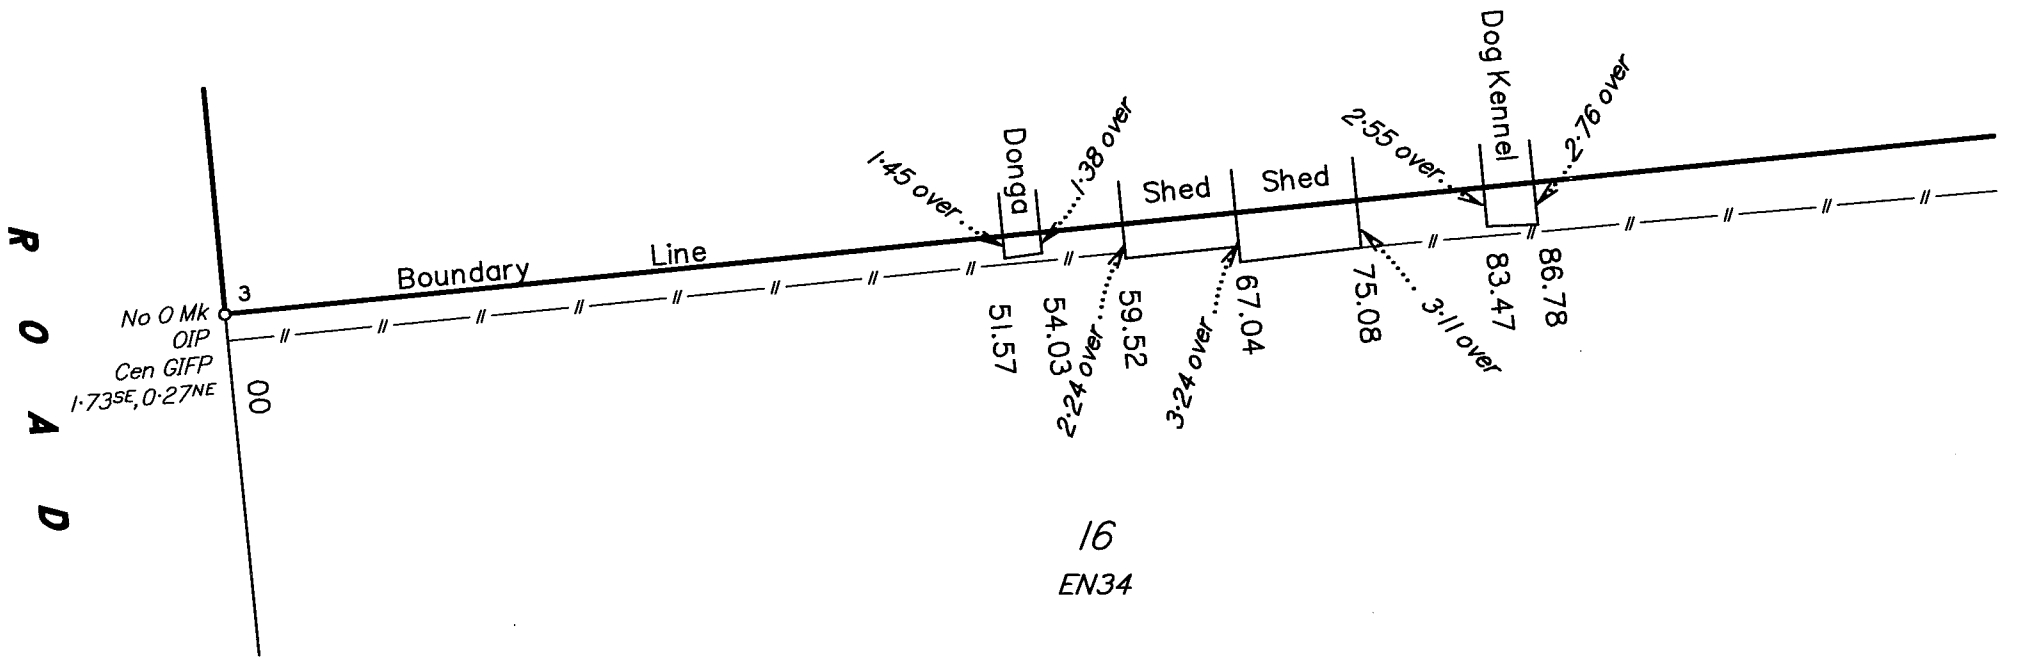 R O A D
3
No O Mk
OIP
Cen GIFP
1·73SE, 0·27NE
00
Boundary Line
1·45 over
Donga
1·38 over
Shed
Shed
2·55 over
Dog Kennel
2·76 over
51.57
54.03
2·24 over
59.52
3·24 over
67.04
75.08
3·11 over
83.47
86.78
16
EN34